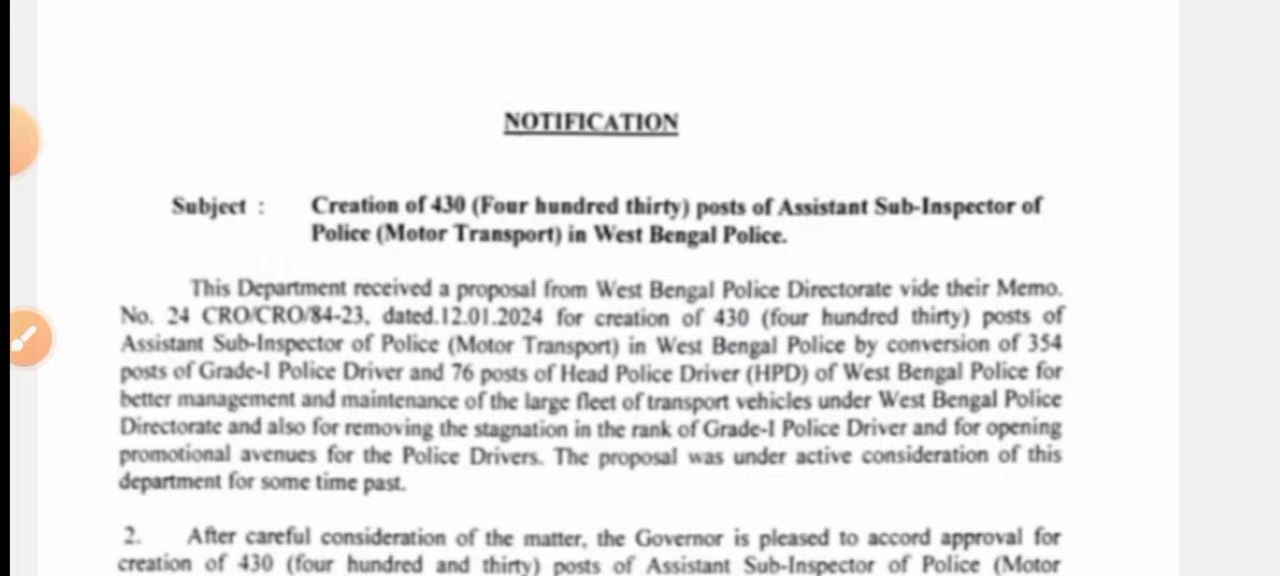 NOTIFICATION
Subject : Creation of 430 (Four hundred thirty) posts of Assistant Sub-Inspector of
Police (Motor Transport) in West Bengal Police.
This Department received a proposal from West Bengal Police Directorate vide their Memo.
No. 24 CRO/CRO/84-23, dated.12.01.2024 for creation of 430 (four hundred thirty) posts of
Assistant Sub-Inspector of Police (Motor Transport) in West Bengal Police by conversion of 354
posts of Grade-I Police Driver and 76 posts of Head Police Driver (HPD) of West Bengal Police for
better management and maintenance of the large fleet of transport vehicles under West Bengal Police
Directorate and also for removing the stagnation in the rank of Grade-I Police Driver and for opening
promotional avenues for the Police Drivers. The proposal was under active consideration of this
department for some time past.
2. After careful consideration of the matter, the Governor is pleased to accord approval for
creation of 430 (four hundred and thirty) posts of Assistant Sub-Inspector of Police (Motor